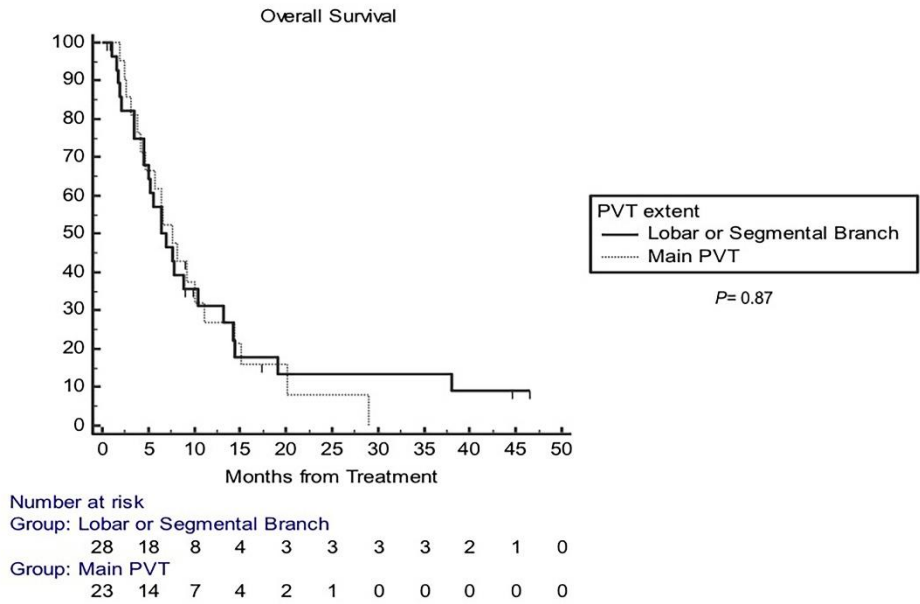 Overall Survival
100
90
80
70
60
50
40
30
20
10
0
0 5 10 15 20 25 30 35 40 45 50
Months from Treatment
PVT extent
Lobar or Segmental Branch
Main PVT
P= 0.87
Number at risk
Group: Lobar or Segmental Branch
28 18 8 4 3 3 3 3 2 1 0
Group: Main PVT
23 14 7 4 2 1 0 0 0 0 0